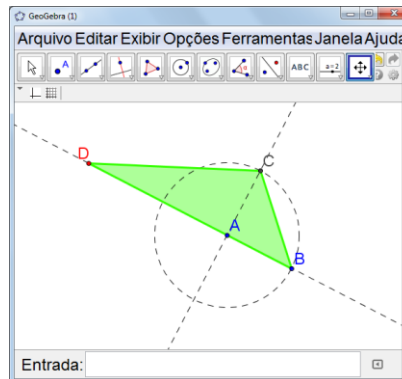 GeoGebra (1)
Arquivo Editar Exibir Opções Ferramentas Janela Ajuda
A ABC a=2
D
C
A
B
Entrada: